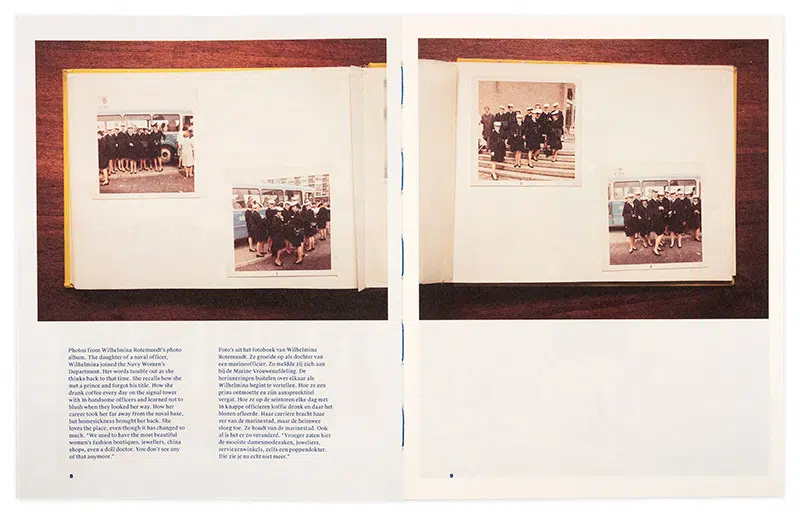 Photos from Wilhelmina Rotemundt's photo
album. The daughter of a naval officer,
Wilhelmina joined the Navy Women's
Department. Her words tumble out as she
thinks back to that time. She recalls how she
met a prince and forgot his title. How she
drank coffee every day on the signal tower
with 16 handsome officers and learned not to
blush when they looked her way. How her
career took her far away from the naval base,
but homesickness brought her back. She
loves the place, even though it has changed so
much. "We used to have the most beautiful
women's fashion boutiques, jewellers, china
shops, even a doll doctor. You don't see any
of that anymore."
Foto's uit het fotoboek van Wilhelmina
Rotemundt. Ze groeide op als dochter van
een marineofficier. Zo meldde zij zich aan
bij de Marine Vrouwenafdeling. De
herinneringen buitelen over elkaar als
Wilhelmina begint te vertellen. Hoe ze een
prins ontmoette en zijn aanspreektitel
vergat. Hoe ze op de seintoren elke dag met
16 knappe officieren koffie dronk en daar het
blozen afleerde. Haar carrière bracht haar
ver van de marinestad, maar de heimwee
sloeg toe. Ze houdt van de marinestad. Ook
al is het er zo veranderd. "Vroeger zaten hier
de mooiste damesmodezaken, juweliers,
serviezenwinkels, zelfs een poppendokter.
Die zie je nu echt niet meer."
8
9